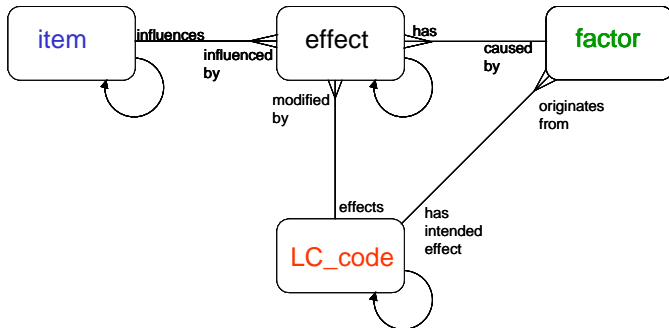 item
influences
influenced
by
effect
has
caused
by
factor
modified
by
originates
from
effects
has
intended
effect
LC_code